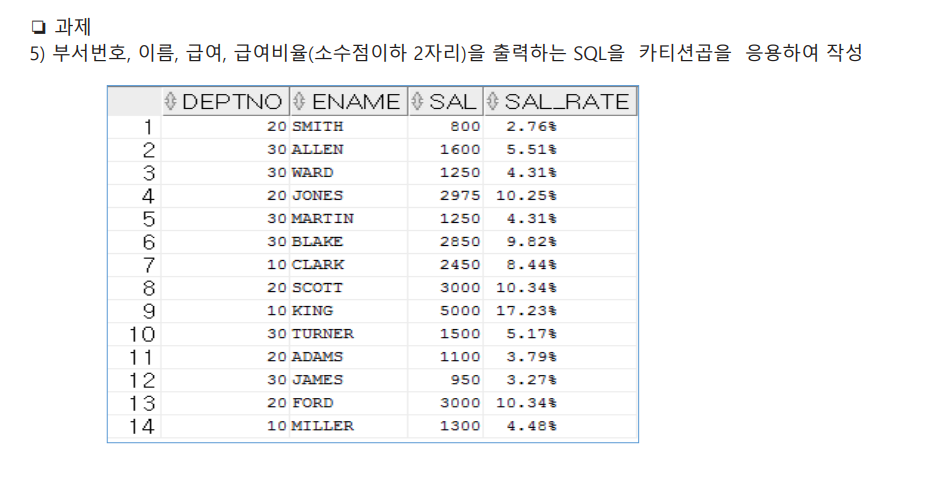 ❑ 과제
5) 부서번호, 이름, 급여, 급여비율(소수점이하 2자리)을 출력하는 SQL을 카티션곱을 응용하여 작성
DEPTNO ENAME SAL SAL_RATE
1 20 SMITH 800 2.76%
2 30 ALLEN 1600 5.51%
3 30 WARD 1250 4.31%
4 20 JONES 2975 10.25%
5 30 MARTIN 1250 4.31%
6 30 BLAKE 2850 9.82%
7 10 CLARK 2450 8.44%
8 20 SCOTT 3000 10.34%
9 10 KING 5000 17.23%
10 30 TURNER 1500 5.17%
11 20 ADAMS 1100 3.79%
12 30 JAMES 950 3.27%
13 20 FORD 3000 10.34%
14 10 MILLER 1300 4.48%